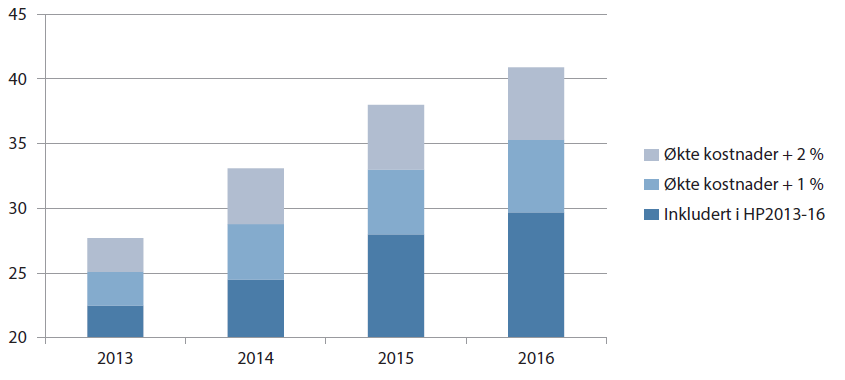 45
40
35
30
25
20
2013 2014 2015 2016
Økte kostnader + 2 %
Økte kostnader + 1 %
Inkludert i HP2013-16